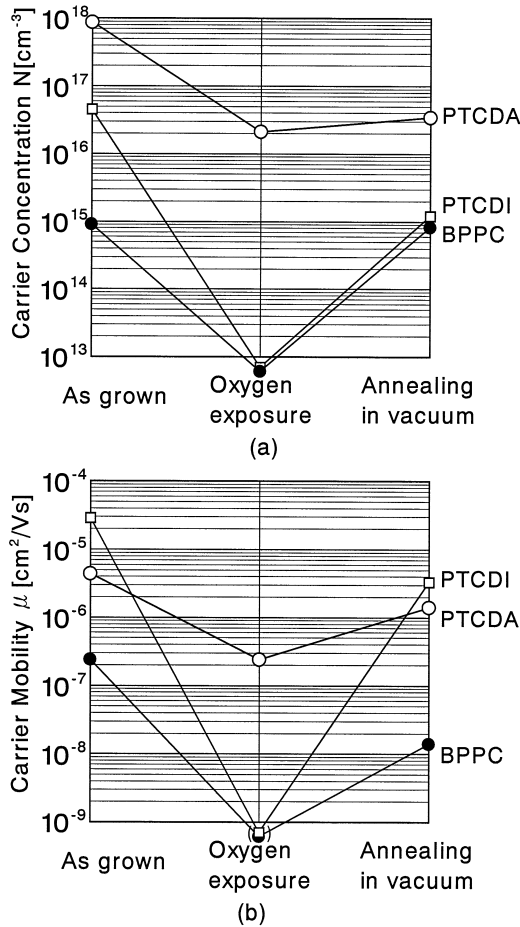 Carrier Concentration N[cm⁻³]
10¹⁸
10¹⁷
10¹⁶
10¹⁵
10¹⁴
10¹³
PTCDA
PTCDI
BPPC
As grown
Oxygen
exposure
Annealing
in vacuum
(a)
Carrier Mobility μ [cm²/Vs]
10⁻⁴
10⁻⁵
10⁻⁶
10⁻⁷
10⁻⁸
10⁻⁹
PTCDI
PTCDA
BPPC
As grown
Oxygen
exposure
Annealing
in vacuum
(b)